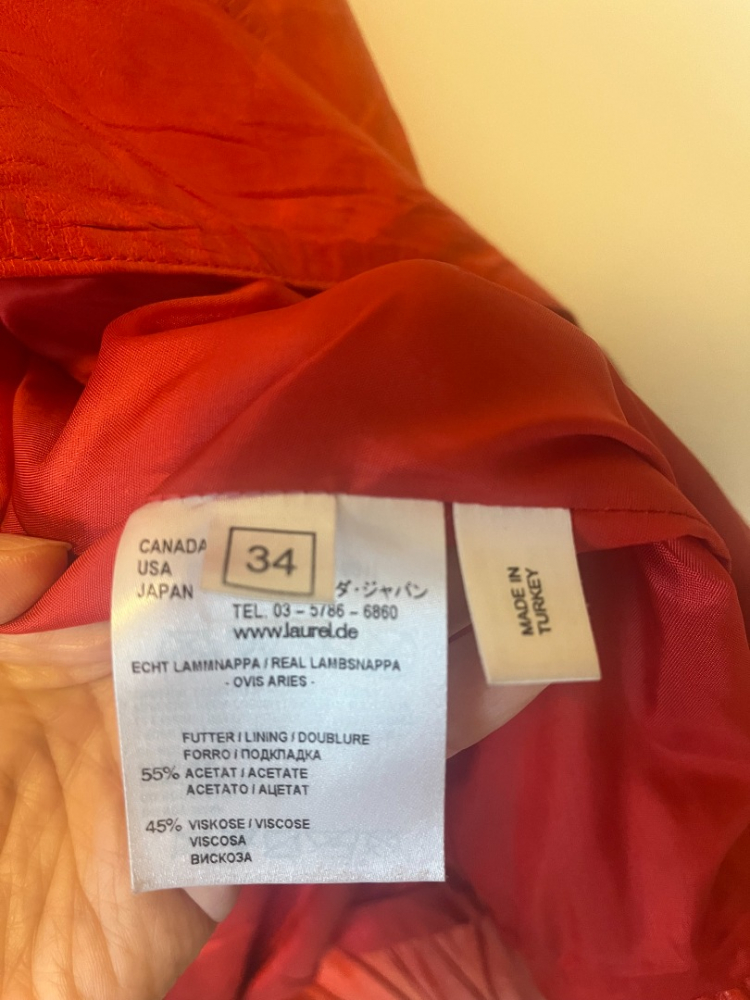 CANADA
USA
JAPAN
34
ダ・ジャパン
TEL. 03 – 5786 – 6860
www.laurel.de
ECHT LAMMNAPPA / REAL LAMBSNAPPA
- OVIS ARIES -
FUTTER / LINING / DOUBLURE
FORRO / ПОДКЛАДКА
55% ACETAT / ACETATE
ACETATO / АЦЕТАТ
45% VISKOSE / VISCOSE
VISCOSA
ВИСКОЗА
MADE IN
TURKEY